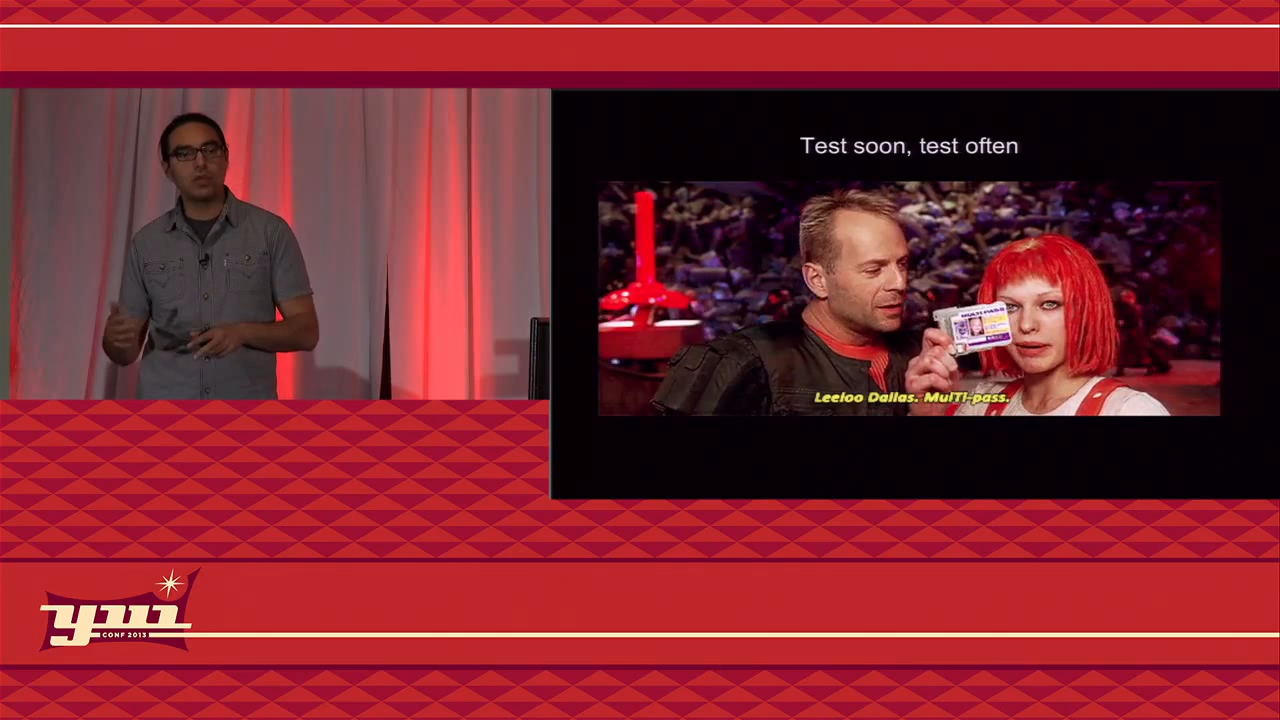 Test soon, test often
MULTI PASS
Leeloo Dallas. MulTi-pass.
yui
CONF 2013